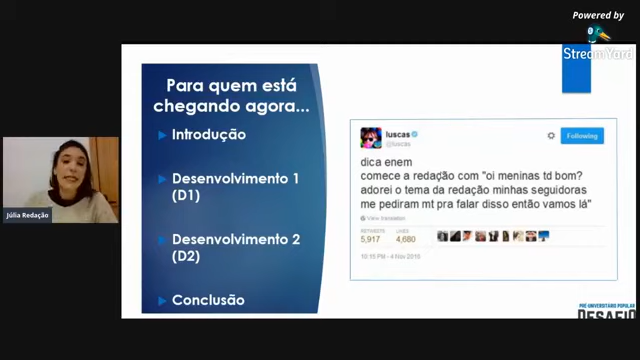 Powered by
StreamYard
Para quem está
chegando agora...
Introdução
Desenvolvimento 1
(D1)
Desenvolvimento 2
(D2)
Conclusão
Júlia Redação
luscas
@luscas
Following
dica enem
comece a redação com "oi meninas td bom?
adorei o tema da redação minhas seguidoras
me pediram mt pra falar disso então vamos lá"
View translation
RETWEETS LIKES
5,917 4,680
10:15 PM - 4 Nov 2010
PRÉ-UNIVERSITÁRIO POPULAR
DESAFIO